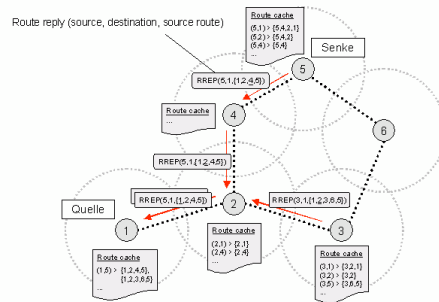 Route reply (source, destination, source route)
Route cache
(5,1) > {5,4,2,1}
(5,2) > {5,4,2}
(5,4) > {5,4}
...
Senke
5
RREP(5,1,[1,2,4,5])
Route cache
...
4
6
RREP(5,1,[1,2,4,5])
RREP(5,1,[1,2,4,5])
2
RREP(3,1,[1,2,3,6,5])
Quelle
1
3
Route cache
(2,1) > {2,1}
(2,4) > {2,4}
...
Route cache
(1,5) > {1,2,4,5},
{1,2,3,6,5}
...
Route cache
(3,1) > {3,2,1}
(3,2) > {3,2}
(3,5) > {3,6,5}
...